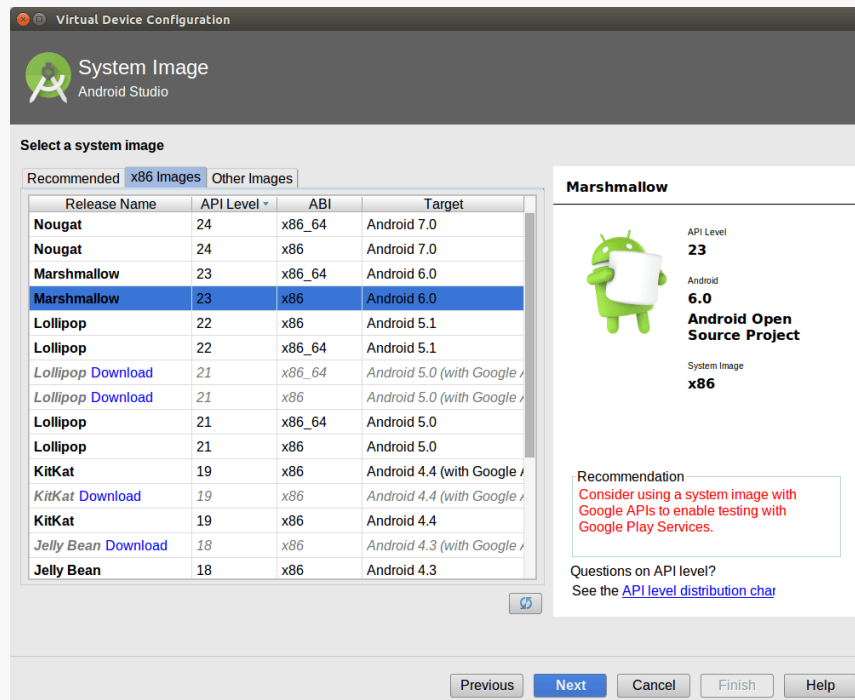 Virtual Device Configuration
System Image
Android Studio
Select a system image
Recommended x86 Images Other Images
Release Name API Level ABI Target
Nougat 24 x86_64 Android 7.0
Nougat 24 x86 Android 7.0
Marshmallow 23 x86_64 Android 6.0
Marshmallow 23 x86 Android 6.0
Lollipop 22 x86 Android 5.1
Lollipop 22 x86_64 Android 5.1
Lollipop Download 21 x86_64 Android 5.0 (with Google A
Lollipop Download 21 x86 Android 5.0 (with Google A
Lollipop 21 x86_64 Android 5.0
Lollipop 21 x86 Android 5.0
KitKat 19 x86 Android 4.4 (with Google A
KitKat Download 19 x86 Android 4.4 (with Google A
KitKat 19 x86 Android 4.4
Jelly Bean Download 18 x86 Android 4.3 (with Google A
Jelly Bean 18 x86 Android 4.3
Marshmallow
API Level
23
Android
6.0
Android Open
Source Project
System Image
x86
Recommendation
Consider using a system image with
Google APIs to enable testing with
Google Play Services.
Questions on API level?
See the API level distribution char
Previous Next Cancel Finish Help